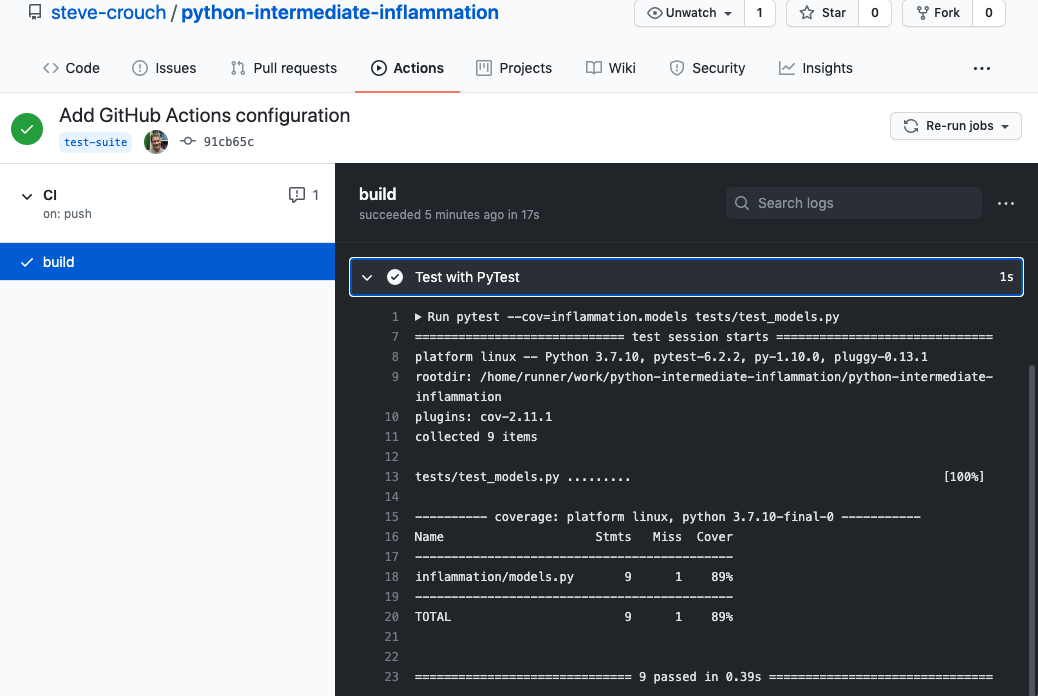 steve-crouch / python-intermediate-inflammation
Unwatch 1 Star 0 Fork 0
Code Issues Pull requests Actions Projects Wiki Security Insights ...
Add GitHub Actions configuration
test-suite 91cb65c
Re-run jobs
CI 1
on: push
build
build
succeeded 5 minutes ago in 17s
Search logs
...
Test with PyTest 1s
1 Run pytest --cov=inflammation.models tests/test_models.py
7 ============================= test session starts ==============================
8 platform linux -- Python 3.7.10, pytest-6.2.2, py-1.10.0, pluggy-0.13.1
9 rootdir: /home/runner/work/python-intermediate-inflammation/python-intermediate-
inflammation
10 plugins: cov-2.11.1
11 collected 9 items
12
13 tests/test_models.py ......... [100%]
14
15 ---------- coverage: platform linux, python 3.7.10-final-0 -----------
16 Name Stmts Miss Cover
17 --------------------------------------------
18 inflammation/models.py 9 1 89%
19 --------------------------------------------
20 TOTAL 9 1 89%
21
22
23 ============================== 9 passed in 0.39s ===============================